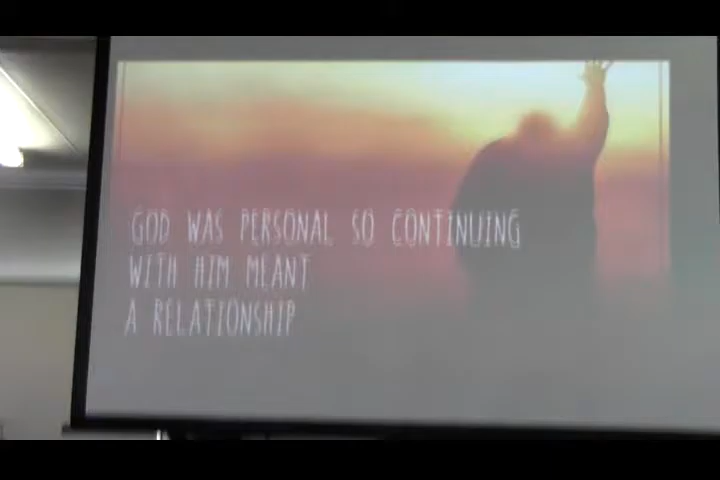 GOD WAS PERSONAL SO CONTINUING
WITH HIM MEANT
A RELATIONSHIP